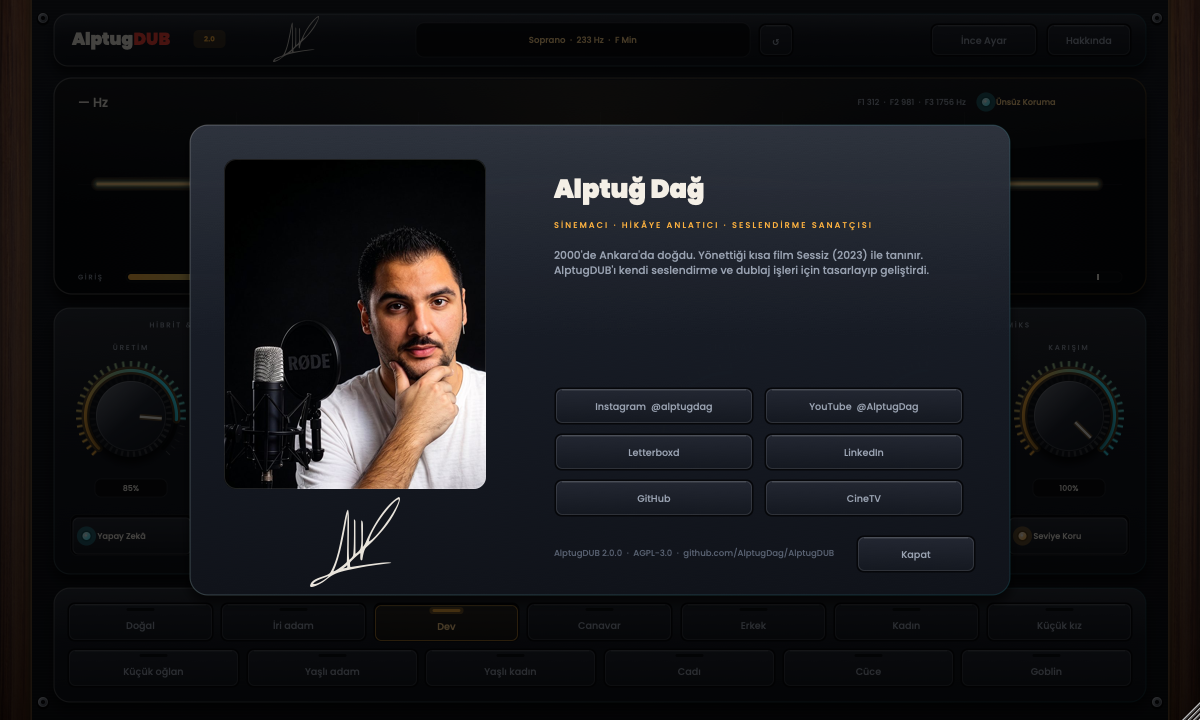 AlptugDUB
2.0
Soprano · 233 Hz · F Min
↺
İnce Ayar
Hakkında
— Hz
F1 312 · F2 981 · F3 1756 Hz
Ünsüz Koruma
GİRİŞ
RØDE
Alptuğ Dağ
SİNEMACI · HİKÂYE ANLATICI · SESLENDİRME SANATÇISI
2000'de Ankara'da doğdu. Yönettiği kısa film Sessiz (2023) ile tanınır.
AlptugDUB'ı kendi seslendirme ve dublaj işleri için tasarlayıp geliştirdi.
Instagram @alptugdag
YouTube @AlptugDag
Letterboxd
LinkedIn
GitHub
CineTV
AlptugDUB 2.0.0 · AGPL-3.0 · github.com/AlptugDag/AlptugDUB
Kapat
HİBRİT
ÜRETİM
85%
Yapay Zekâ
KARIŞIM
100%
Seviye Koru
Doğal
İri adam
Dev
Canavar
Erkek
Kadın
Küçük kız
Küçük oğlan
Yaşlı adam
Yaşlı kadın
Cadı
Cüce
Goblin